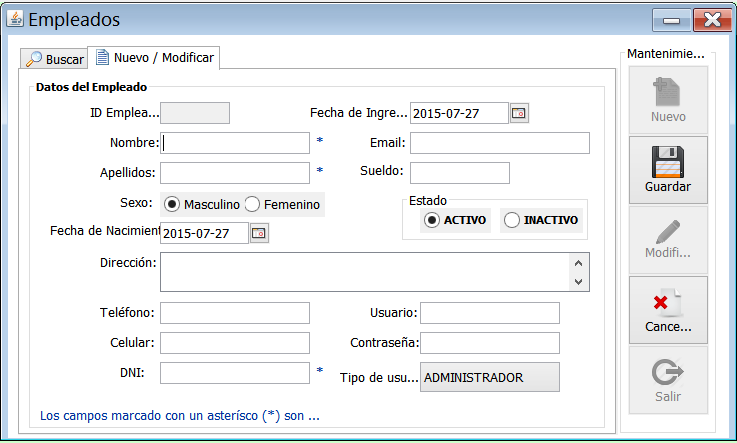 Empleados
Buscar
Nuevo / Modificar
Datos del Empleado
ID Emplea...
Fecha de Ingre... 2015-07-27
Nombre: * Email:
Apellidos: * Sueldo:
Sexo: Masculino Femenino
Estado
ACTIVO INACTIVO
Fecha de Nacimient 2015-07-27
Dirección:
Teléfono: Usuario:
Celular: Contraseña:
DNI: * Tipo de usu... ADMINISTRADOR
Los campos marcado con un asterísco (*) son ...
Mantenimie...
Nuevo
Guardar
Modifi...
Cance...
Salir